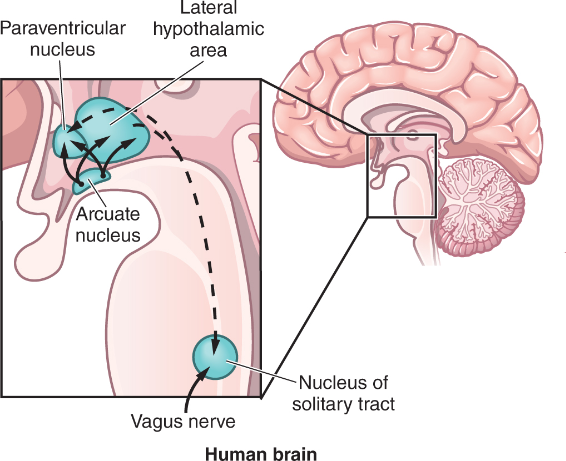 Paraventricular
nucleus
Lateral
hypothalamic
area
Arcuate
nucleus
Nucleus of
solitary tract
Vagus nerve
Human brain